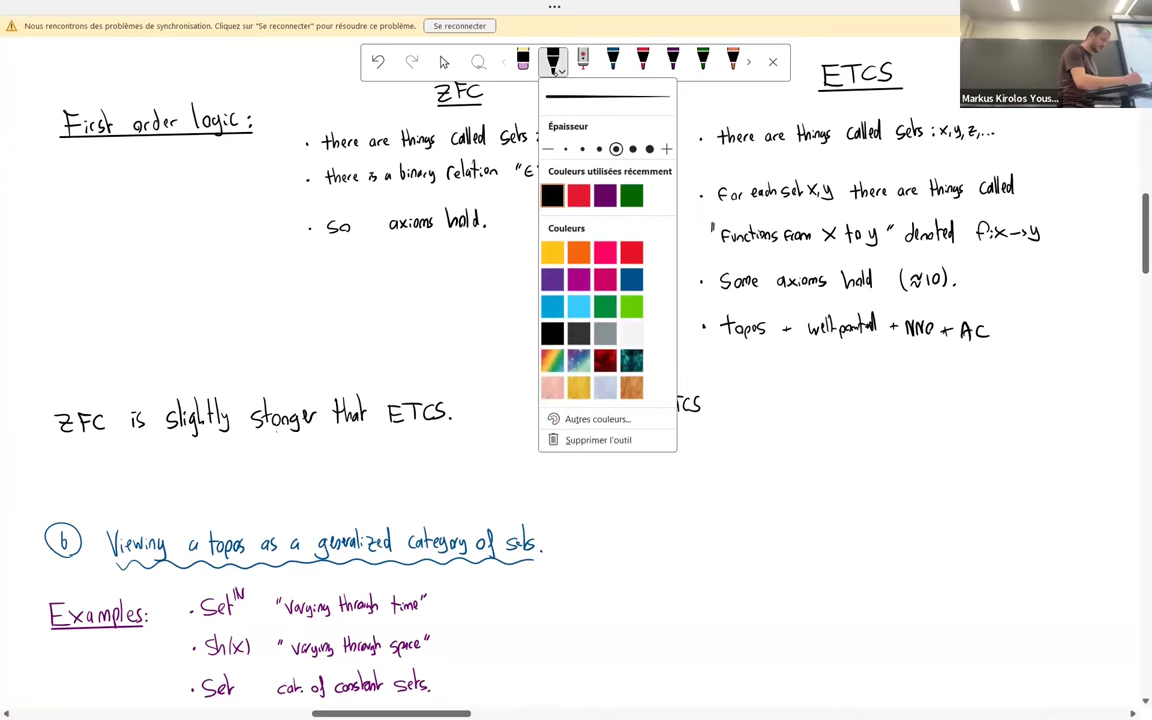 Nous rencontrons des problèmes de synchronisation. Cliquez sur "Se reconnecter" pour résoudre ce problème.
Se reconnecter
Markus Kirolos Yous...
ZFC
ETCS
First order logic:
• there are things called sets :
• there is a binary relation "∈"
• so axioms hold.
Épaisseur
Couleurs utilisées récemment
Couleurs
Autres couleurs...
Supprimer l'outil
• there are things called sets : x, y, z, ...
• For each set x, y there are things called
"functions from x to y" denoted f: x → y
• Some axioms hold (≈10).
• topos + well-pointed + NNO + AC
ZFC is slightly stonger that ETCS.
TCS
6 Viewing a topos as a generalized category of sets.
Examples:
• Set^ℕ "Varying through time"
• Sh(x) "varying through space"
• Set cat. of constant sets.